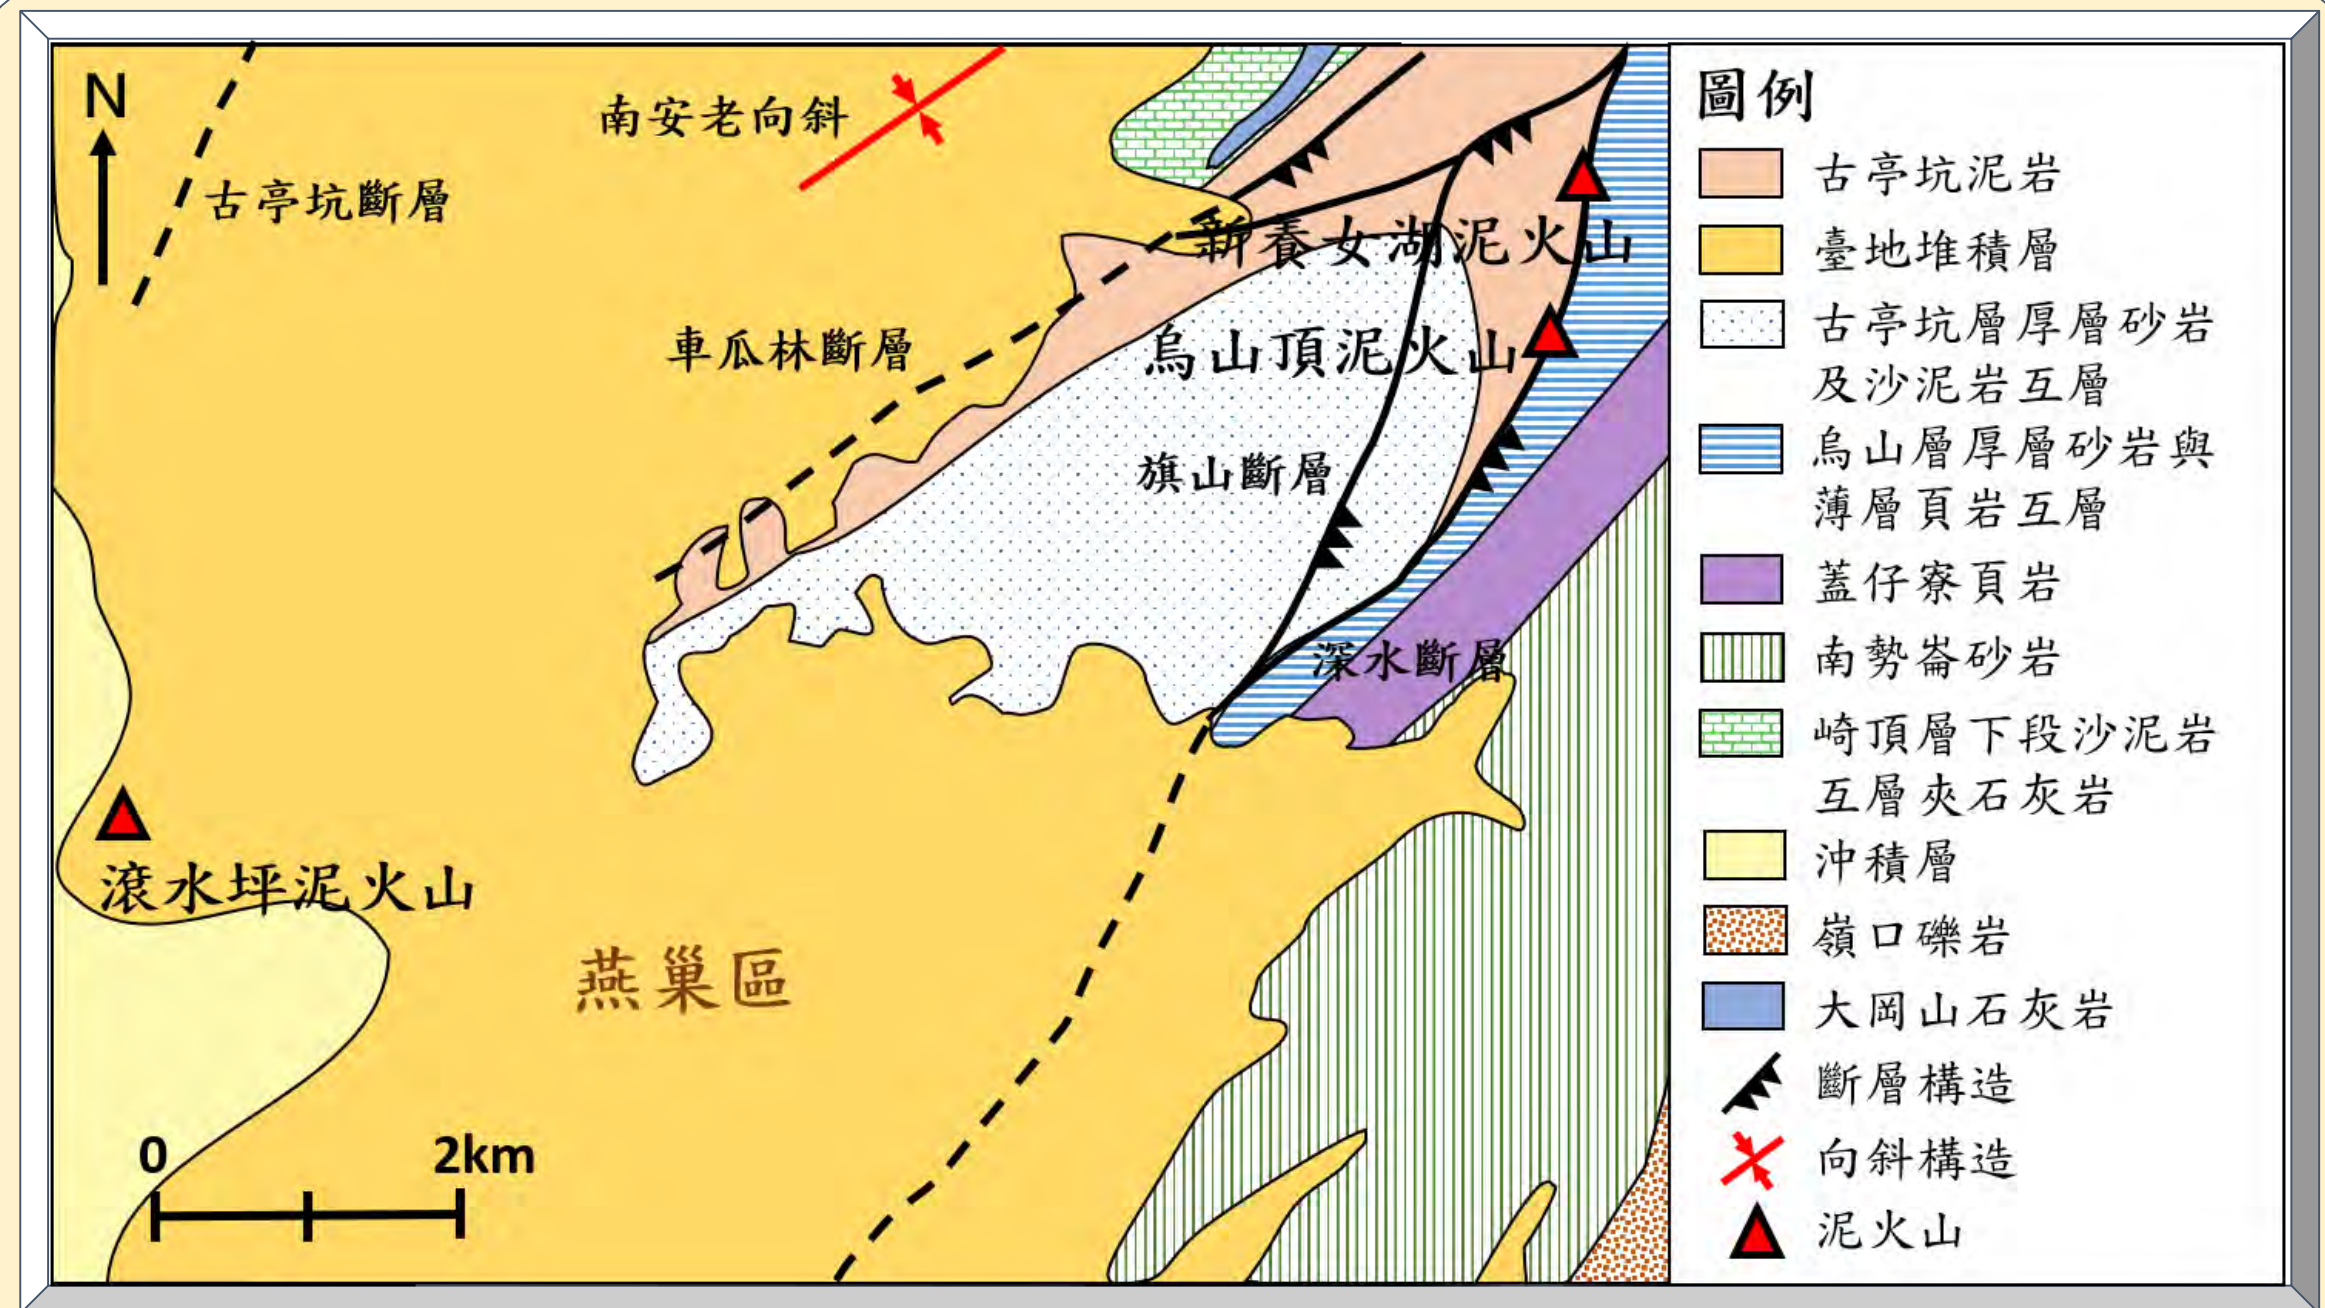 N
南安老向斜
古亭坑斷層
新養女湖泥火山
車瓜林斷層
烏山頂泥火山
旗山斷層
深水斷層
滾水坪泥火山
燕巢區
0
2km
圖例
古亭坑泥岩
臺地堆積層
古亭坑層厚層砂岩
及沙泥岩互層
烏山層厚層砂岩與
薄層頁岩互層
蓋仔寮頁岩
南勢崙砂岩
崎頂層下段沙泥岩
互層夾石灰岩
沖積層
嶺口礫岩
大岡山石灰岩
斷層構造
向斜構造
泥火山